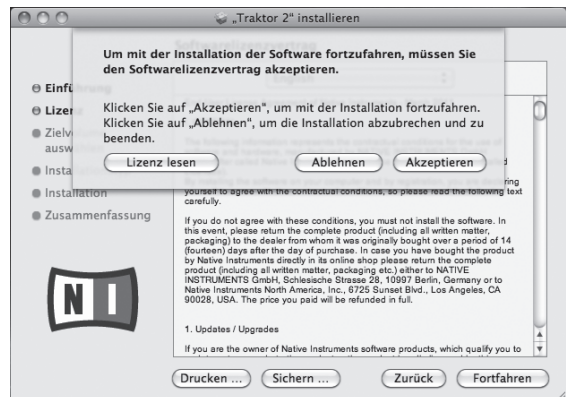 „Traktor 2“ installieren
Um mit der Installation der Software fortzufahren, müssen Sie
den Softwarelizenzvertrag akzeptieren.
Klicken Sie auf „Akzeptieren“, um mit der Installation fortzufahren.
Klicken Sie auf „Ablehnen“, um die Installation abzubrechen und zu
beenden.
Lizenz lesen
Ablehnen
Akzeptieren
Installation
Zusammenfassung
NI
yourself to agree with the contractual conditions, so please read the following text
carefully.
If you do not agree with these conditions, you must not install the software. In
this event, please return the complete product (including all written matter,
packaging) to the dealer from whom it was originally bought over a period of 14
(fourteen) days after the day of purchase. In case you have bought the product
by Native Instruments directly in its online shop please return the complete
product (including all written matter, packaging etc.) either to NATIVE
INSTRUMENTS GmbH, Schlesische Strasse 28, 10997 Berlin, Germany or to
Native Instruments North America, Inc., 6725 Sunset Blvd., Los Angeles, CA
90028, USA. The price you paid will be refunded in full.
1. Updates / Upgrades
If you are the owner of Native Instruments software products, which qualify you to
Drucken ...
Sichern ...
Zurück
Fortfahren